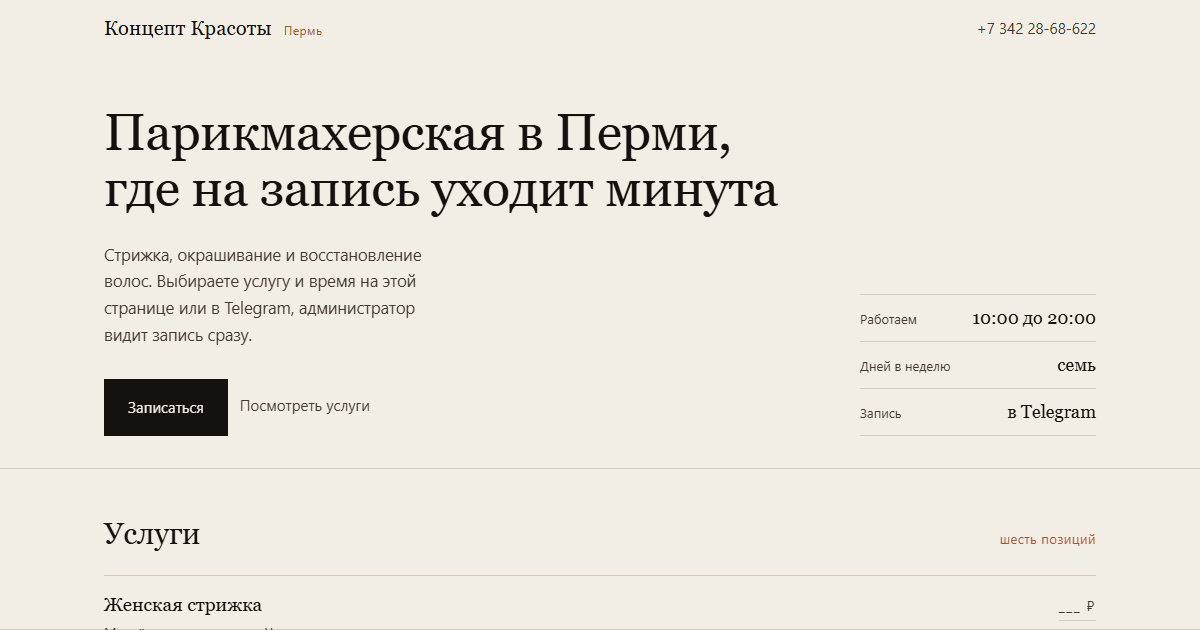 Концепт Красоты Пермь
+7 342 28-68-622
Парикмахерская в Перми,
где на запись уходит минута
Стрижка, окрашивание и восстановление
волос. Выбираете услугу и время на этой
странице или в Telegram, администратор
видит запись сразу.
Записаться
Посмотреть услуги
Работаем 10:00 до 20:00
Дней в неделю семь
Запись в Telegram
Услуги
шесть позиций
Женская стрижка
___ ₽